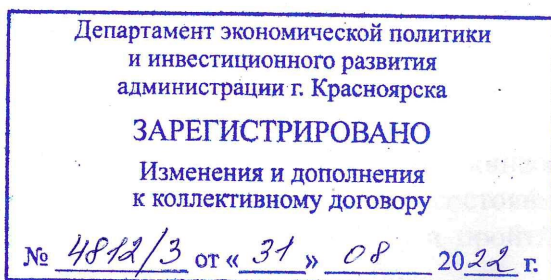 Департамент экономической политики
и инвестиционного развития
администрации г. Красноярска
ЗАРЕГИСТРИРОВАНО
Изменения и дополнения
к коллективному договору
№ 4812/3 от « 31 » 08 2022 г.